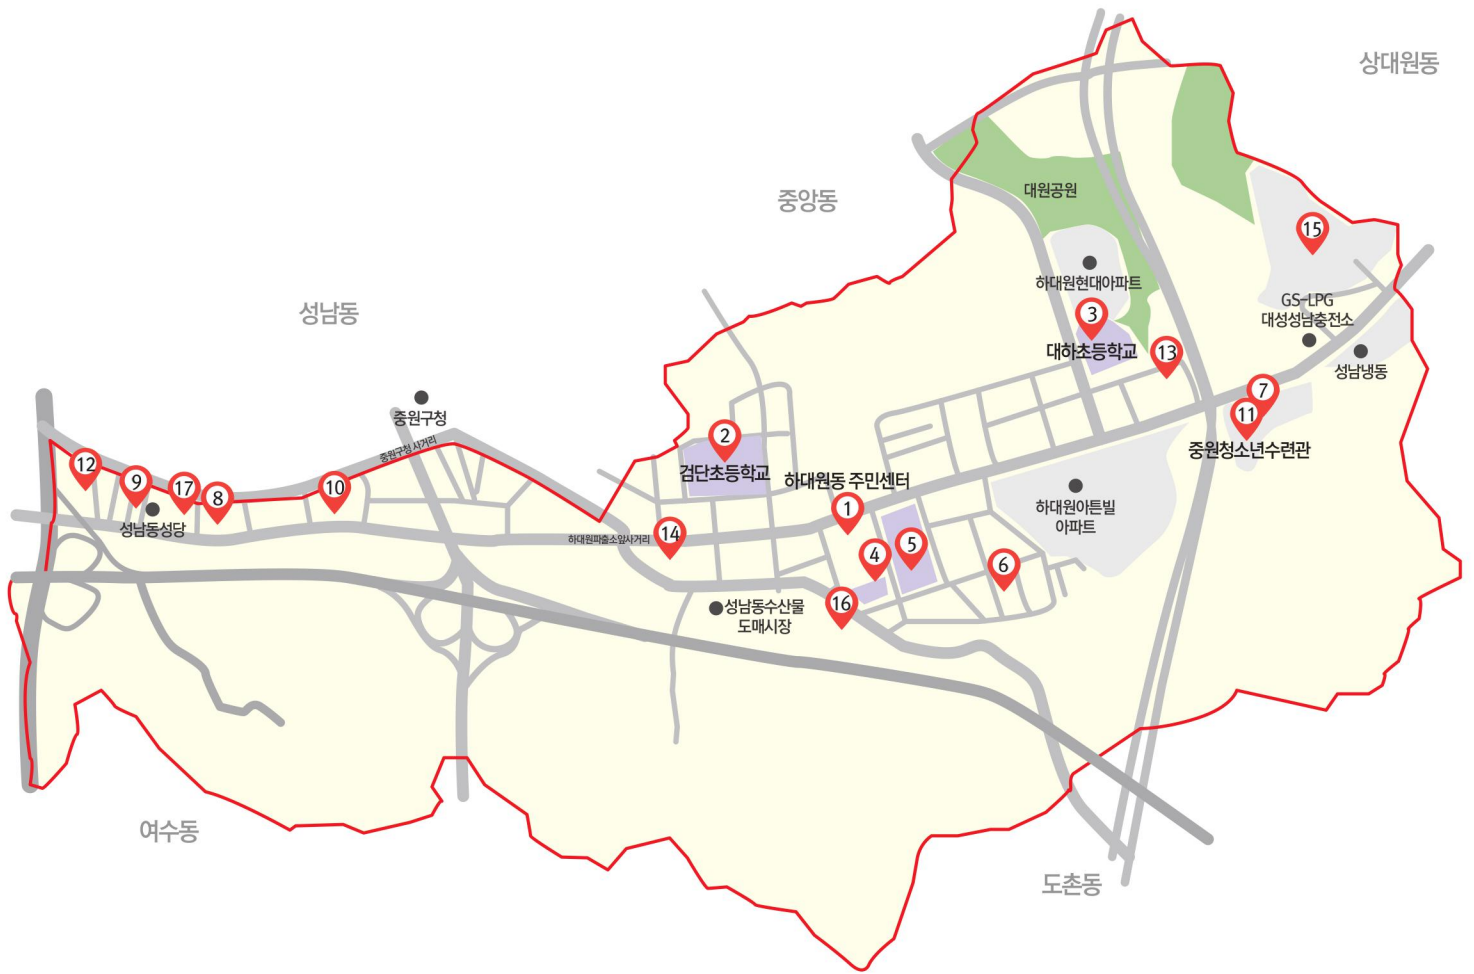 상대원동
대원공원
중앙동
15
하대원현대아파트
GS-LPG
대성성남충전소
성남동
3
대하초등학교
13
성남냉동
7
중원구청
11
중원구청 사거리
2
중원청소년수련관
12
검단초등학교
하대원동 주민센터
9
17
8
10
1
하대원아튼빌
아파트
성남동성당
14
하대원파출소앞사거리
4
5
6
16
성남동수산물
도매시장
여수동
도촌동